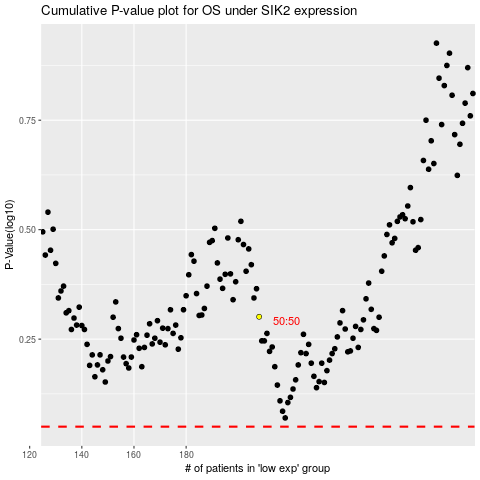 Cumulative P-value plot for OS under SIK2 expression
P-Value(log10)
0.75
0.50
0.25
50:50
120 140 160 180
# of patients in 'low exp' group